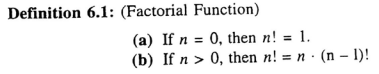 Definition 6.1: (Factorial Function)
(a) If n = 0, then n! = 1.
(b) If n > 0, then n! = n · (n – 1)!